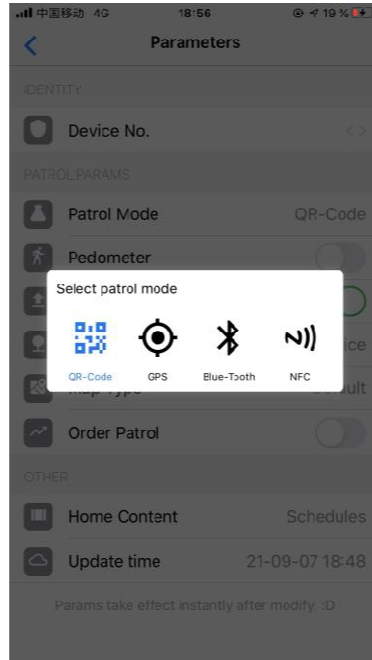 中国移动 4G 18:56 19 %
Parameters
IDENTITY
Device No. < >
PATROL PARAMS
Patrol Mode QR-Code
Pedometer
Select patrol mode
QR-Code GPS Blue-Tooth NFC
Order Patrol
OTHER
Home Content Schedules
Update time 21-09-07 18:48
Params take effect instantly after modify. :D